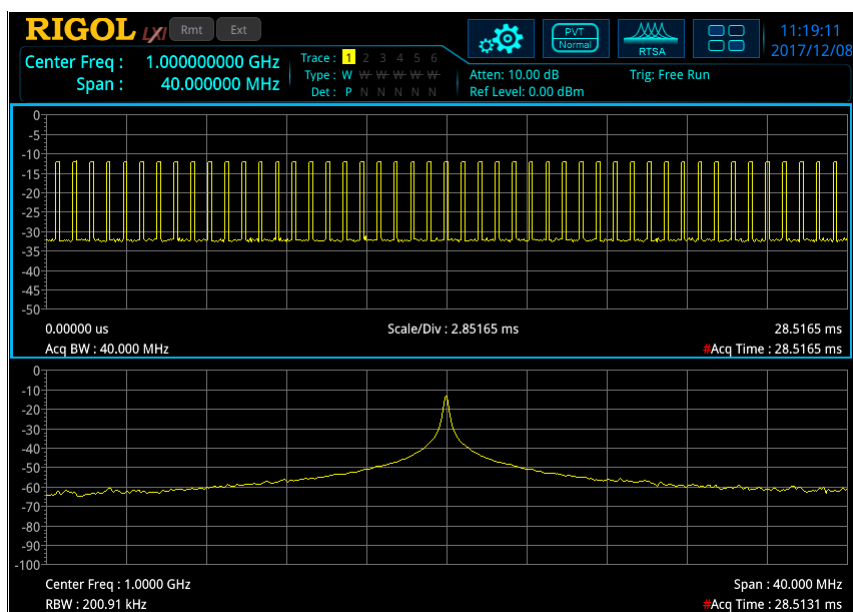 RIGOL LXI Rmt Ext PVT Normal RTSA 11:19:11
2017/12/08
Center Freq : 1.000000000 GHz
Span : 40.000000 MHz
Trace : 1 2 3 4 5 6
Type : W W W W W W
Det : P N N N N N
Atten: 10.00 dB Trig: Free Run
Ref Level: 0.00 dBm
0
-5
-10
-15
-20
-25
-30
-35
-40
-45
-50
0.00000 us Scale/Div : 2.85165 ms 28.5165 ms
Acq BW : 40.000 MHz #Acq Time : 28.5165 ms
0
-10
-20
-30
-40
-50
-60
-70
-80
-90
-100
Center Freq : 1.0000 GHz Span : 40.000 MHz
RBW : 200.91 kHz #Acq Time : 28.5131 ms